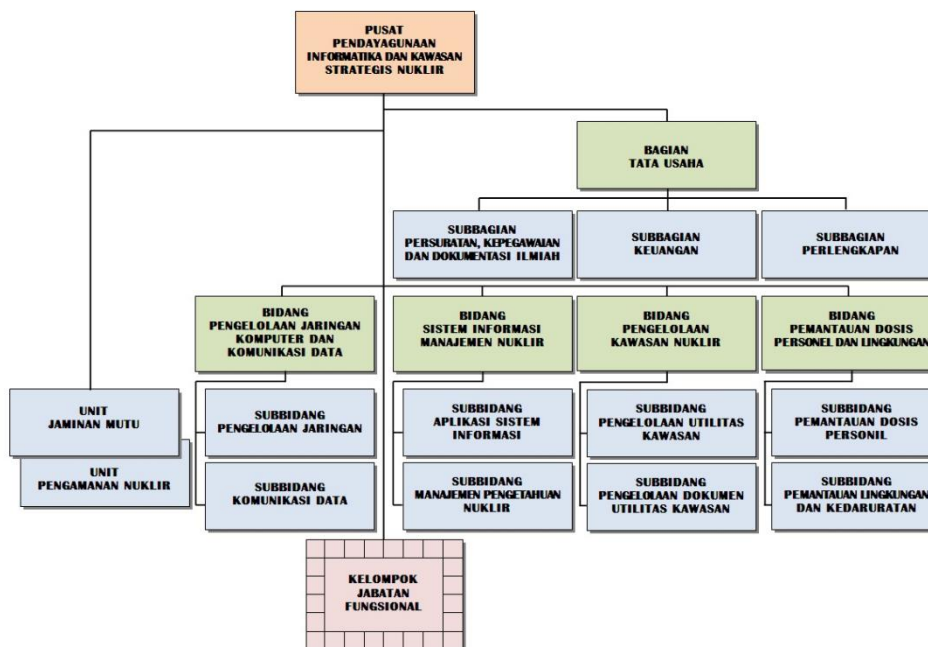 PUSAT
PENDAYAGUNAAN
INFORMATIKA DAN KAWASAN
STRATEGIS NUKLIR
BAGIAN
TATA USAHA
SUBBAGIAN
PERSURATAN, KEPEGAWAIAN
DAN DOKUMENTASI ILMIAH
SUBBAGIAN
KEUANGAN
SUBBAGIAN
PERLENGKAPAN
BIDANG
PENGELOLAAN JARINGAN
KOMPUTER DAN
KOMUNIKASI DATA
BIDANG
SISTEM INFORMASI
MANAJEMEN NUKLIR
BIDANG
PENGELOLAAN
KAWASAN NUKLIR
BIDANG
PEMANTAUAN DOSIS
PERSONEL DAN LINGKUNGAN
UNIT
JAMINAN MUTU
SUBBIDANG
PENGELOLAAN JARINGAN
SUBBIDANG
APLIKASI SISTEM
INFORMASI
SUBBIDANG
PENGELOLAAN UTILITAS
KAWASAN
SUBBIDANG
PEMANTAUAN DOSIS
PERSONIL
UNIT
PENGAMANAN NUKLIR
SUBBIDANG
KOMUNIKASI DATA
SUBBIDANG
MANAJEMEN PENGETAHUAN
NUKLIR
SUBBIDANG
PENGELOLAAN DOKUMEN
UTILITAS KAWASAN
SUBBIDANG
PEMANTAUAN LINGKUNGAN
DAN KEDARURATAN
KELOMPOK
JABATAN
FUNGSIONAL